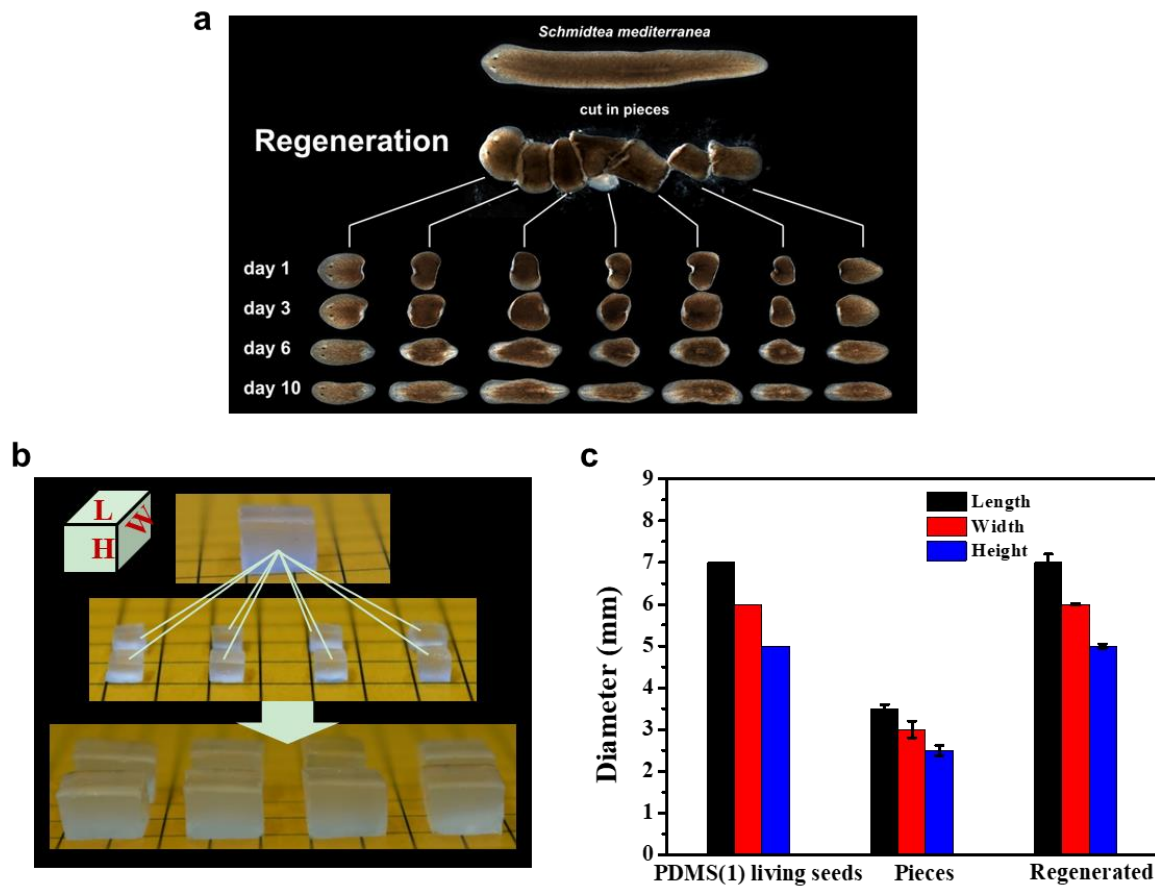 a
Schmidtea mediterranea
cut in pieces
Regeneration
day 1
day 3
day 6
day 10
b
L
W
H
c
9
8
7
6
5
4
3
2
1
0
Diameter (mm)
Length
Width
Height
PDMS(1) living seeds
Pieces
Regenerated